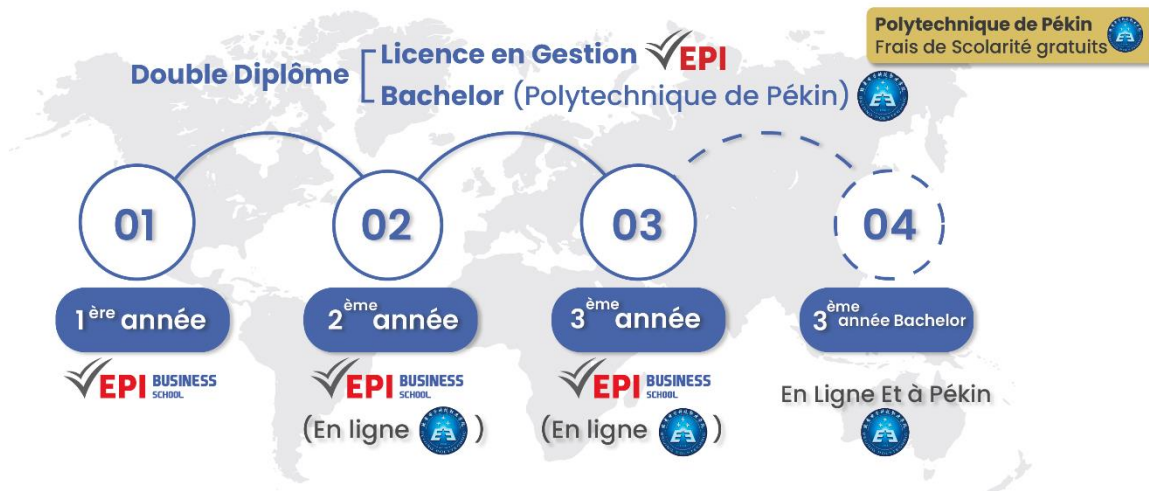 Polytechnique de Pékin
Frais de Scolarité gratuits
Double Diplôme
Licence en Gestion EPI
Bachelor (Polytechnique de Pékin)
01
02
03
04
1ère année
2ème année
3ème année
3ème année Bachelor
EPI BUSINESS SCHOOL
EPI BUSINESS SCHOOL
EPI BUSINESS SCHOOL
En Ligne Et à Pékin
(En ligne )
(En ligne )